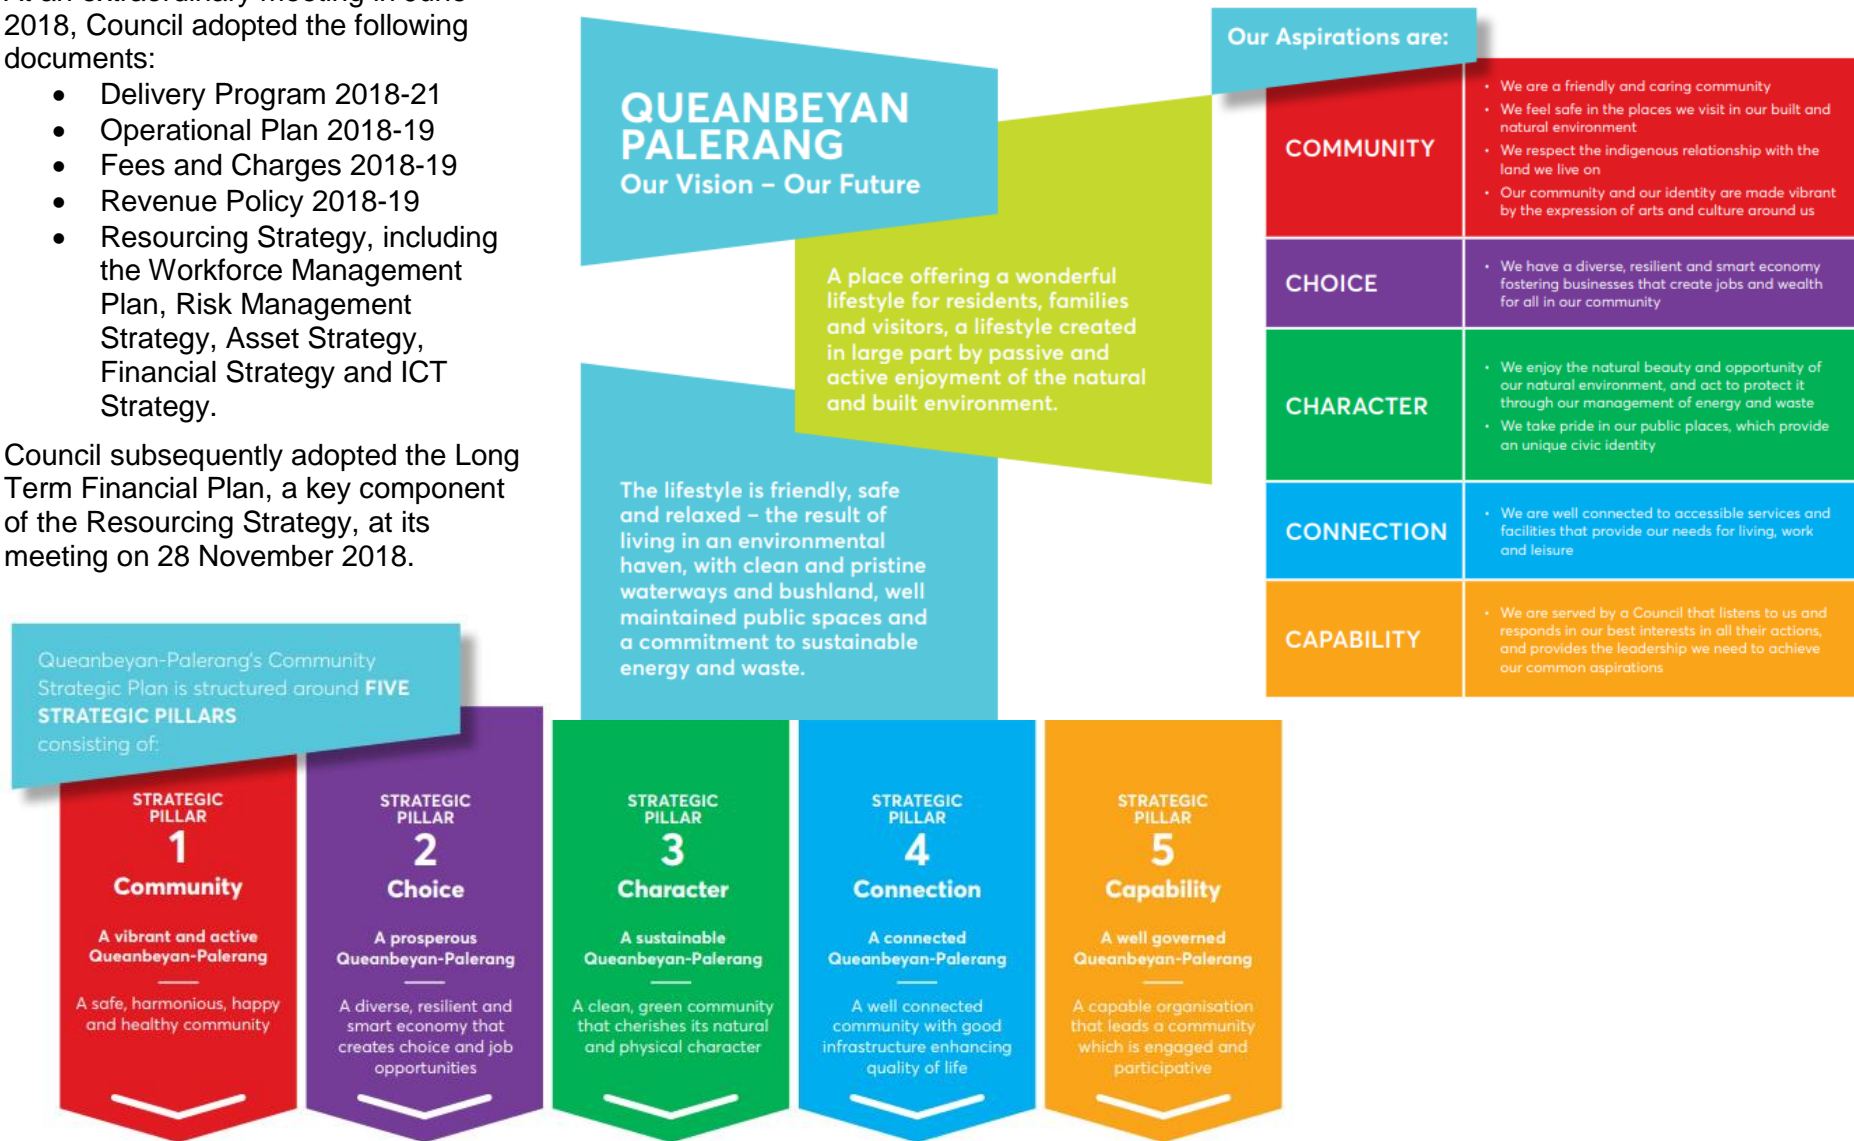 At an extraordinary meeting in June
2018, Council adopted the following
documents:
• Delivery Program 2018-21
• Operational Plan 2018-19
• Fees and Charges 2018-19
• Revenue Policy 2018-19
• Resourcing Strategy, including
the Workforce Management
Plan, Risk Management
Strategy, Asset Strategy,
Financial Strategy and ICT
Strategy.
Council subsequently adopted the Long
Term Financial Plan, a key component
of the Resourcing Strategy, at its
meeting on 28 November 2018.
QUEANBEYAN
PALERANG
Our Vision – Our Future
A place offering a wonderful
lifestyle for residents, families
and visitors, a lifestyle created
in large part by passive and
active enjoyment of the natural
and built environment.
The lifestyle is friendly, safe
and relaxed – the result of
living in an environmental
haven, with clean and pristine
waterways and bushland, well
maintained public spaces and
a commitment to sustainable
energy and waste.
Our Aspirations are:
COMMUNITY
• We are a friendly and caring community
• We feel safe in the places we visit in our built and
natural environment
• We respect the indigenous relationship with the
land we live on
• Our community and our identity are made vibrant
by the expression of arts and culture around us
CHOICE
• We have a diverse, resilient and smart economy
fostering businesses that create jobs and wealth
for all in our community
CHARACTER
• We enjoy the natural beauty and opportunity of
our natural environment, and act to protect it
through our management of energy and waste
• We take pride in our public places, which provide
an unique civic identity
CONNECTION
• We are well connected to accessible services and
facilities that provide our needs for living, work
and leisure
CAPABILITY
• We are served by a Council that listens to us and
responds in our best interests in all their actions,
and provides the leadership we need to achieve
our common aspirations
Queanbeyan-Palerang's Community
Strategic Plan is structured around FIVE
STRATEGIC PILLARS
consisting of:
STRATEGIC
PILLAR
1
Community
A vibrant and active
Queanbeyan-Palerang
A safe, harmonious, happy
and healthy community
STRATEGIC
PILLAR
2
Choice
A prosperous
Queanbeyan-Palerang
A diverse, resilient and
smart economy that
creates choice and job
opportunities
STRATEGIC
PILLAR
3
Character
A sustainable
Queanbeyan-Palerang
A clean, green community
that cherishes its natural
and physical character
STRATEGIC
PILLAR
4
Connection
A connected
Queanbeyan-Palerang
A well connected
community with good
infrastructure enhancing
quality of life
STRATEGIC
PILLAR
5
Capability
A well governed
Queanbeyan-Palerang
A capable organisation
that leads a community
which is engaged and
participative